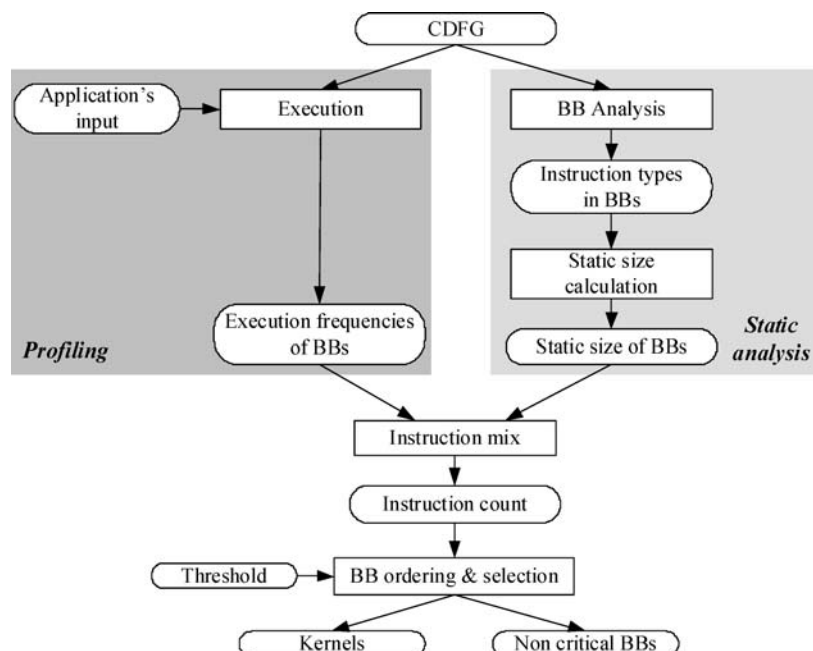 CDFG
Application's
input
Execution
BB Analysis
Instruction types
in BBs
Static size
calculation
Execution frequencies
of BBs
Profiling
Static size of BBs
Static
analysis
Instruction mix
Instruction count
Threshold
BB ordering & selection
Kernels
Non critical BBs